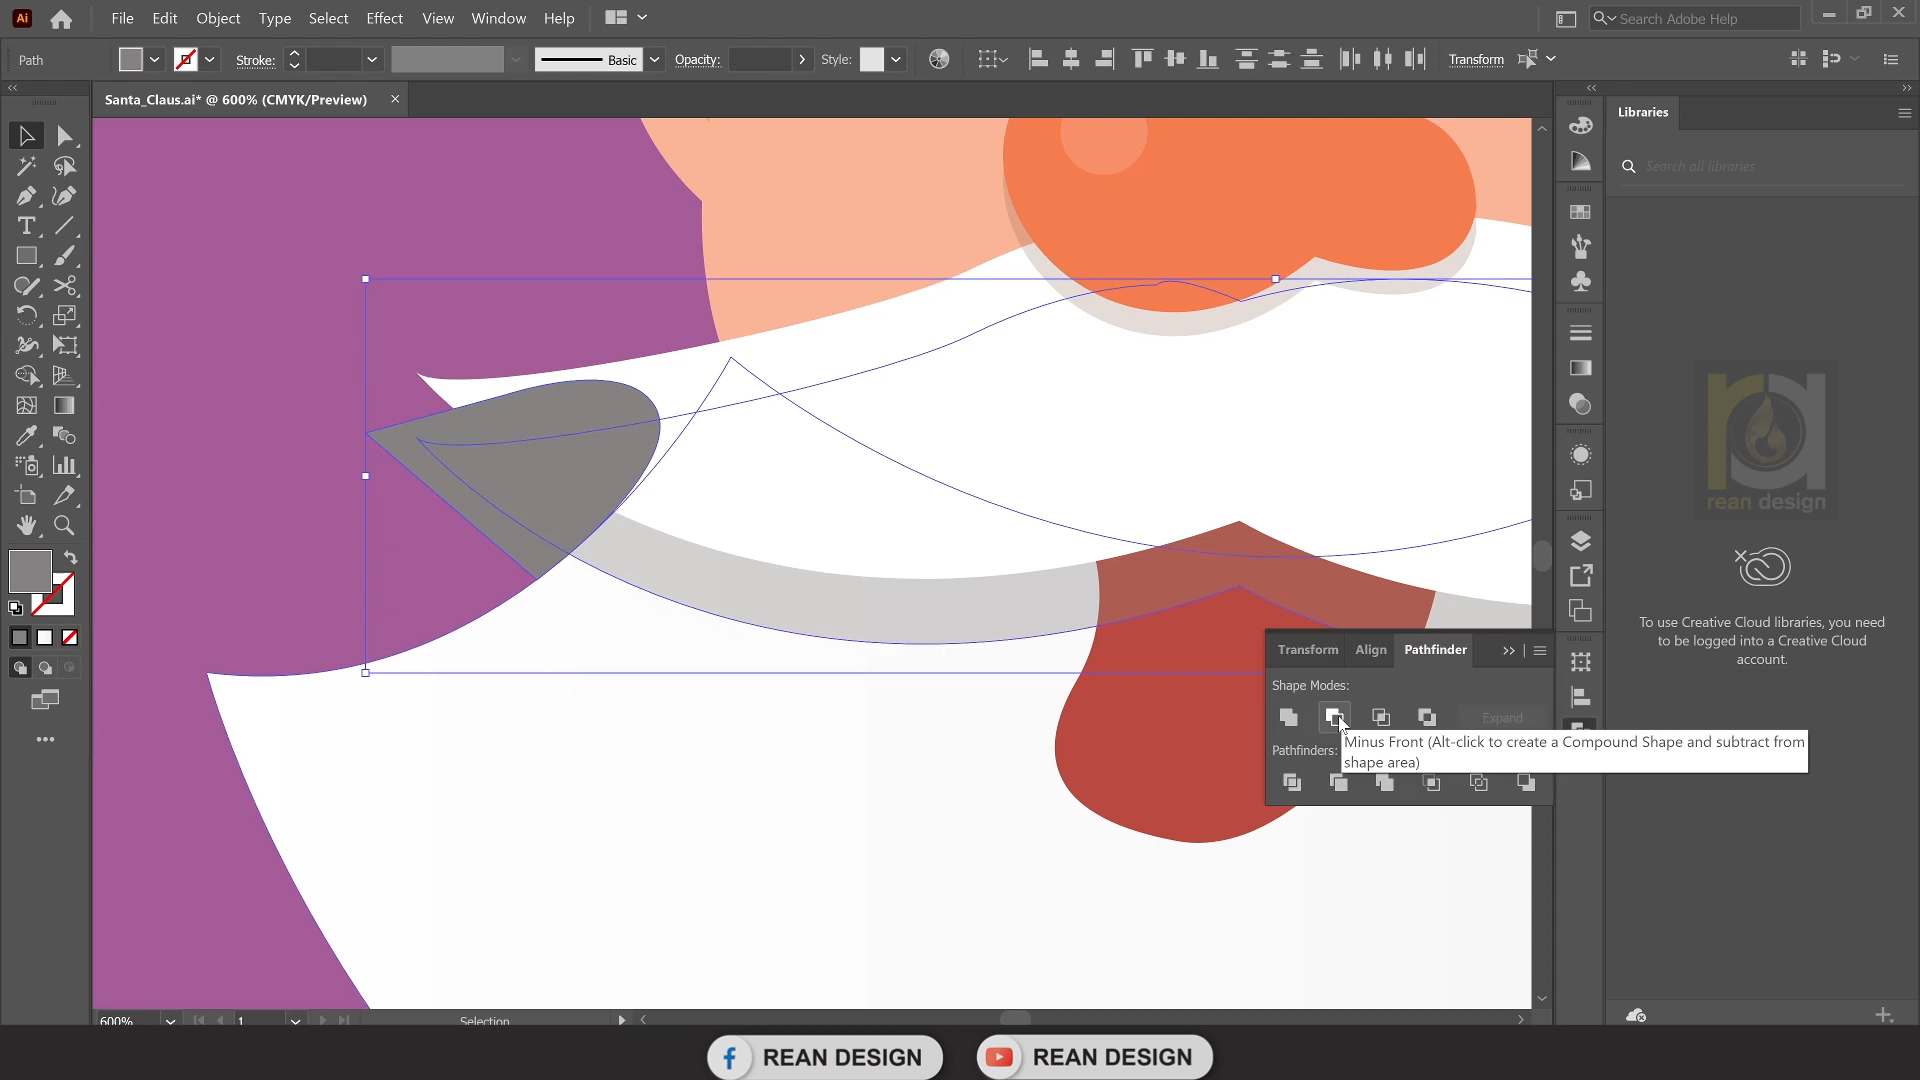 Ai File Edit Object Type Select Effect View Window Help Search Adobe Help
Path Stroke: Basic Opacity: Style: Transform
Santa_Claus.ai* @ 600% (CMYK/Preview)
Libraries
Search all libraries
rean design
To use Creative Cloud libraries, you need
to be logged into a Creative Cloud
account.
Transform Align Pathfinder
Shape Modes:
Expand
Pathfinders:
Minus Front (Alt-click to create a Compound Shape and subtract from
shape area)
600% 1 Selection
REAN DESIGN REAN DESIGN